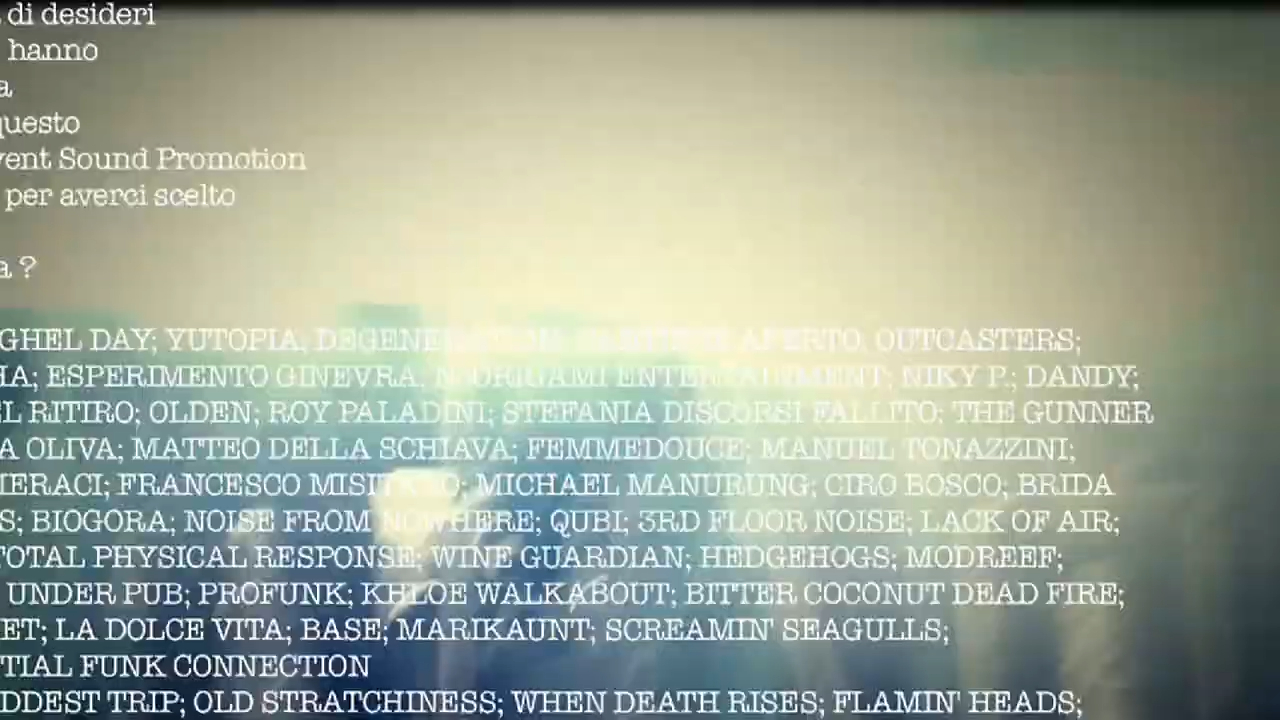 di desideri
hanno
a
questo
vent Sound Promotion
per averci scelto
a ?
GHEL DAY; YUTOPIA; APERTO; OUTCASTERS;
HA; ESPERIMENTO GINEVRA; NIKY P.; DANDY;
EL RITIRO; OLDEN; ROY PALADINI; STEFANIA DISCORSI FALLITO; THE GUNNER
A OLIVA; MATTEO DELLA SCHIAVA; FEMMEDOUCE; MANUEL TONAZZINI;
IERACI; FRANCESCO MICHAEL MANURUNG; CIRO BOSCO; BRIDA
S; BIOGORA; NOISE FROM NOWHERE; QUBI; 3RD FLOOR NOISE; LACK OF AIR;
TOTAL PHYSICAL RESPONSE; WINE GUARDIAN; HEDGEHOGS; MODREEF;
UNDER PUB; PROFUNK; KHLOE WALKABOUT; BITTER COCONUT DEAD FIRE;
ET; LA DOLCE VITA; BASE; MARIKAUNT; SCREAMIN' SEAGULLS;
TIAL FUNK CONNECTION
DDEST TRIP; OLD STRATCHINESS; WHEN DEATH RISES; FLAMIN' HEADS;